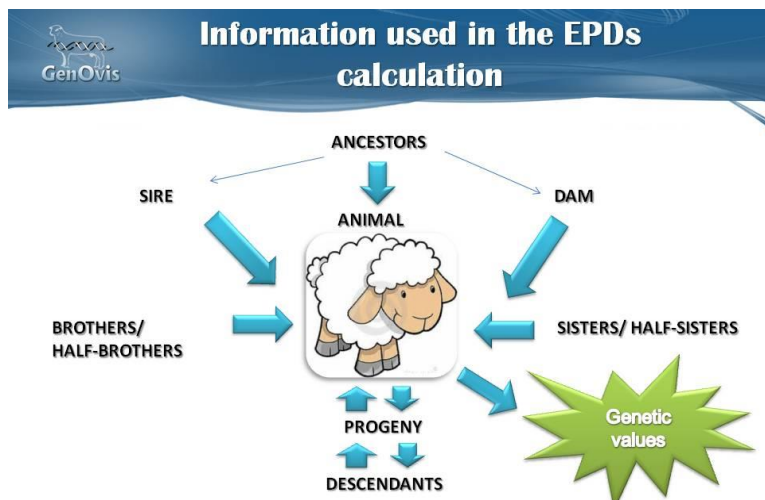 GenOvis
Information used in the EPDs
calculation
ANCESTORS
SIRE
DAM
ANIMAL
BROTHERS/
HALF-BROTHERS
SISTERS/ HALF-SISTERS
PROGENY
DESCENDANTS
Genetic
values